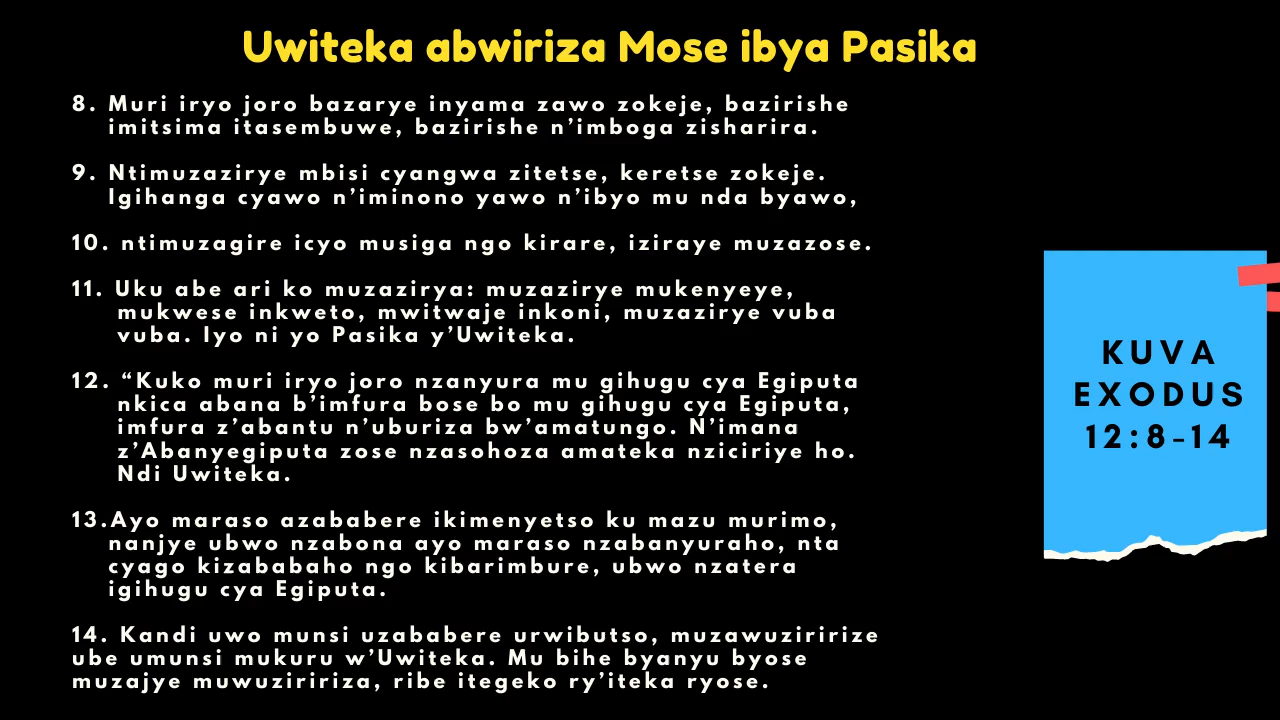 Uwiteka abwiriza Mose ibya Pasika
8. Muri iryo joro bazarye inyama zawo zokeje, bazirishe
imitsima itasembuwe, bazirishe n’imboga zisharira.
9. Ntimuzazirye mbisi cyangwa zitetse, keretse zokeje.
Igihanga cyawo n’iminono yawo n’ibyo mu nda byawo,
10. ntimuzagire icyo musiga ngo kirare, iziraye muzazose.
11. Uku abe ari ko muzazirya: muzazirye mukenyeye,
mukwese inkweto, mwitwaje inkoni, muzazirye vuba
vuba. Iyo ni yo Pasika y’Uwiteka.
12. “Kuko muri iryo joro nzanyura mu gihugu cya Egiputa
nkica abana b’imfura bose bo mu gihugu cya Egiputa,
imfura z’abantu n’uburiza bw’amatungo. N’imana
z’Abanyegiputa zose nzasohoza amateka nziciriye ho.
Ndi Uwiteka.
13.Ayo maraso azababere ikimenyetso ku mazu murimo,
nanjye ubwo nzabona ayo maraso nzabanyuraho, nta
cyago kizababaho ngo kibarimbure, ubwo nzatera
igihugu cya Egiputa.
14. Kandi uwo munsi uzababere urwibutso, muzawuziririze
ube umunsi mukuru w’Uwiteka. Mu bihe byanyu byose
muzajye muwuziririza, ribe itegeko ry’iteka ryose.
KUVA
EXODUS
12:8-14